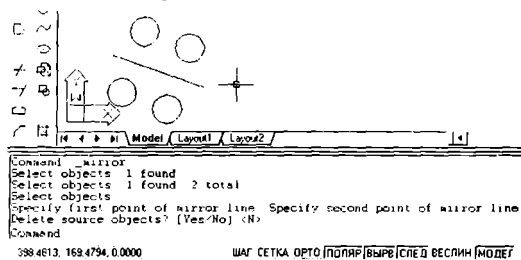 Model Layout1 Layout2
Command _mirror
Select objects 1 found
Select objects 1 found 2 total
Select objects
Specify first point of mirror line Specify second point of mirror line
Delete source objects? [Yes/No] <N>
Command
398.4613, 169.4794, 0.0000 ШАГ СЕТКА ОРТО ПОЛЯР ВЫРВ СЛЕД ВЕСЛИН МОДЕГ